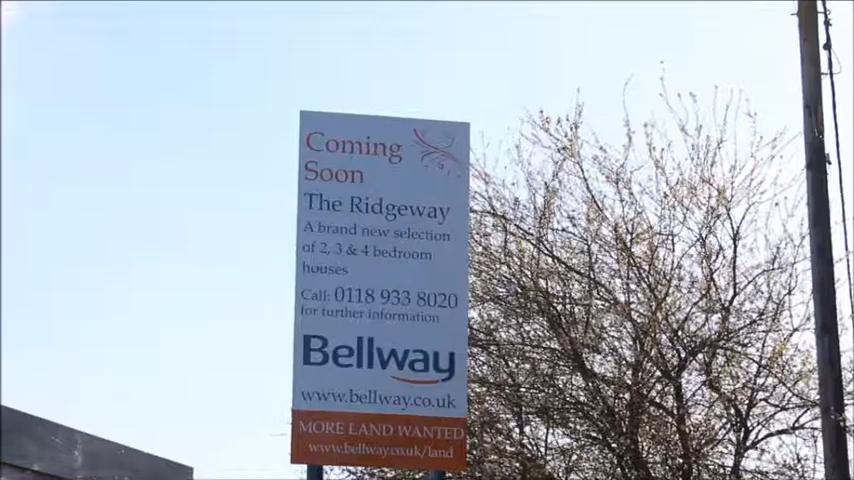 Coming
Soon
The Ridgeway
A brand new selection
of 2, 3 & 4 bedroom
houses
Call: 0118 933 8020
for further information
Bellway
www.bellway.co.uk
MORE LAND WANTED
www.bellway.co.uk/land